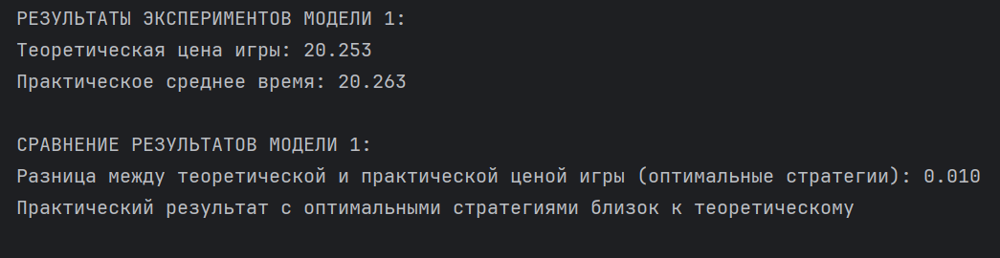 РЕЗУЛЬТАТЫ ЭКСПЕРИМЕНТОВ МОДЕЛИ 1:
Теоретическая цена игры: 20.253
Практическое среднее время: 20.263
СРАВНЕНИЕ РЕЗУЛЬТАТОВ МОДЕЛИ 1:
Разница между теоретической и практической ценой игры (оптимальные стратегии): 0.010
Практический результат с оптимальными стратегиями близок к теоретическому